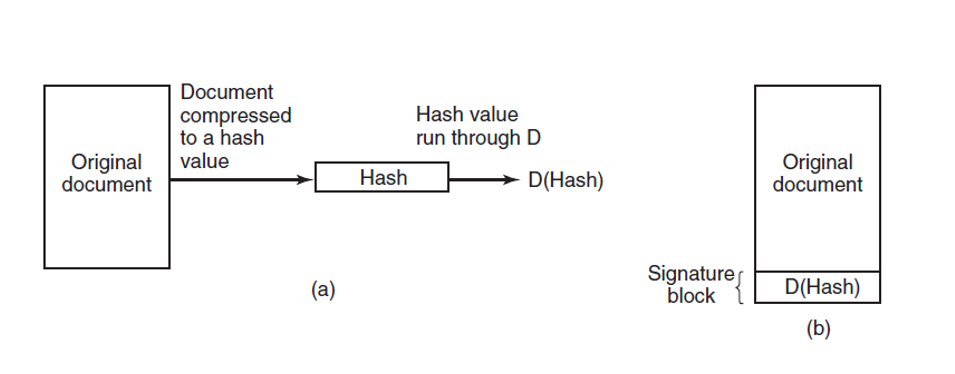 Original
document
Document
compressed
to a hash
value
Hash
Hash value
run through D
D(Hash)
(a)
Original
document
Signature
block
D(Hash)
(b)